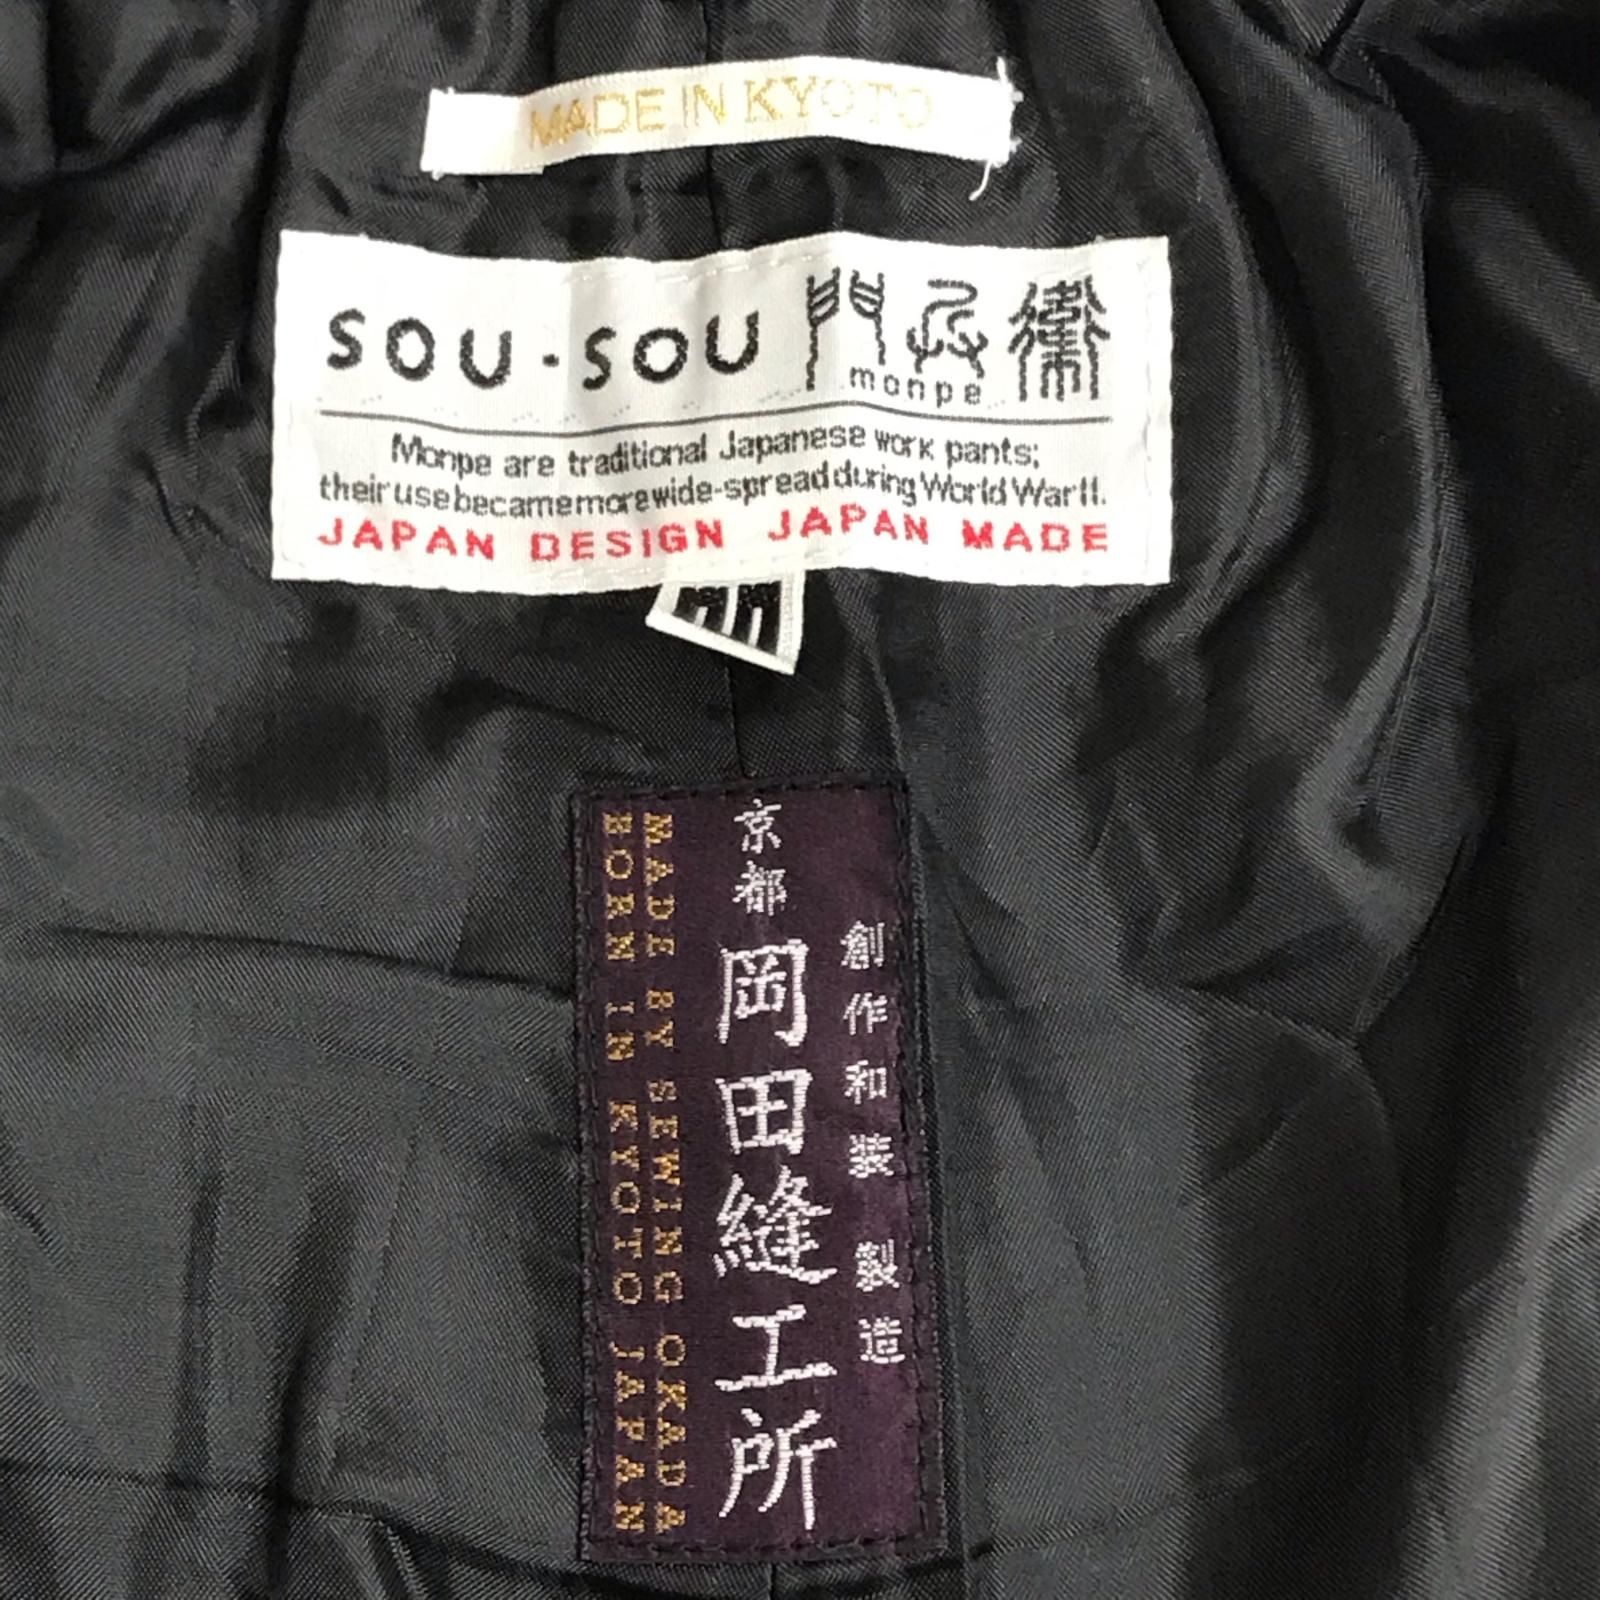 MADE IN KYOTO
SOU・SOU
monpe
Monpe are traditional Japanese work pants;
their use became more wide-spread during World War II.
JAPAN DESIGN JAPAN MADE
創作和装 製造
京都 岡田縫工所
MADE BY SEWING OKADA
BORN IN KYOTO JAPAN